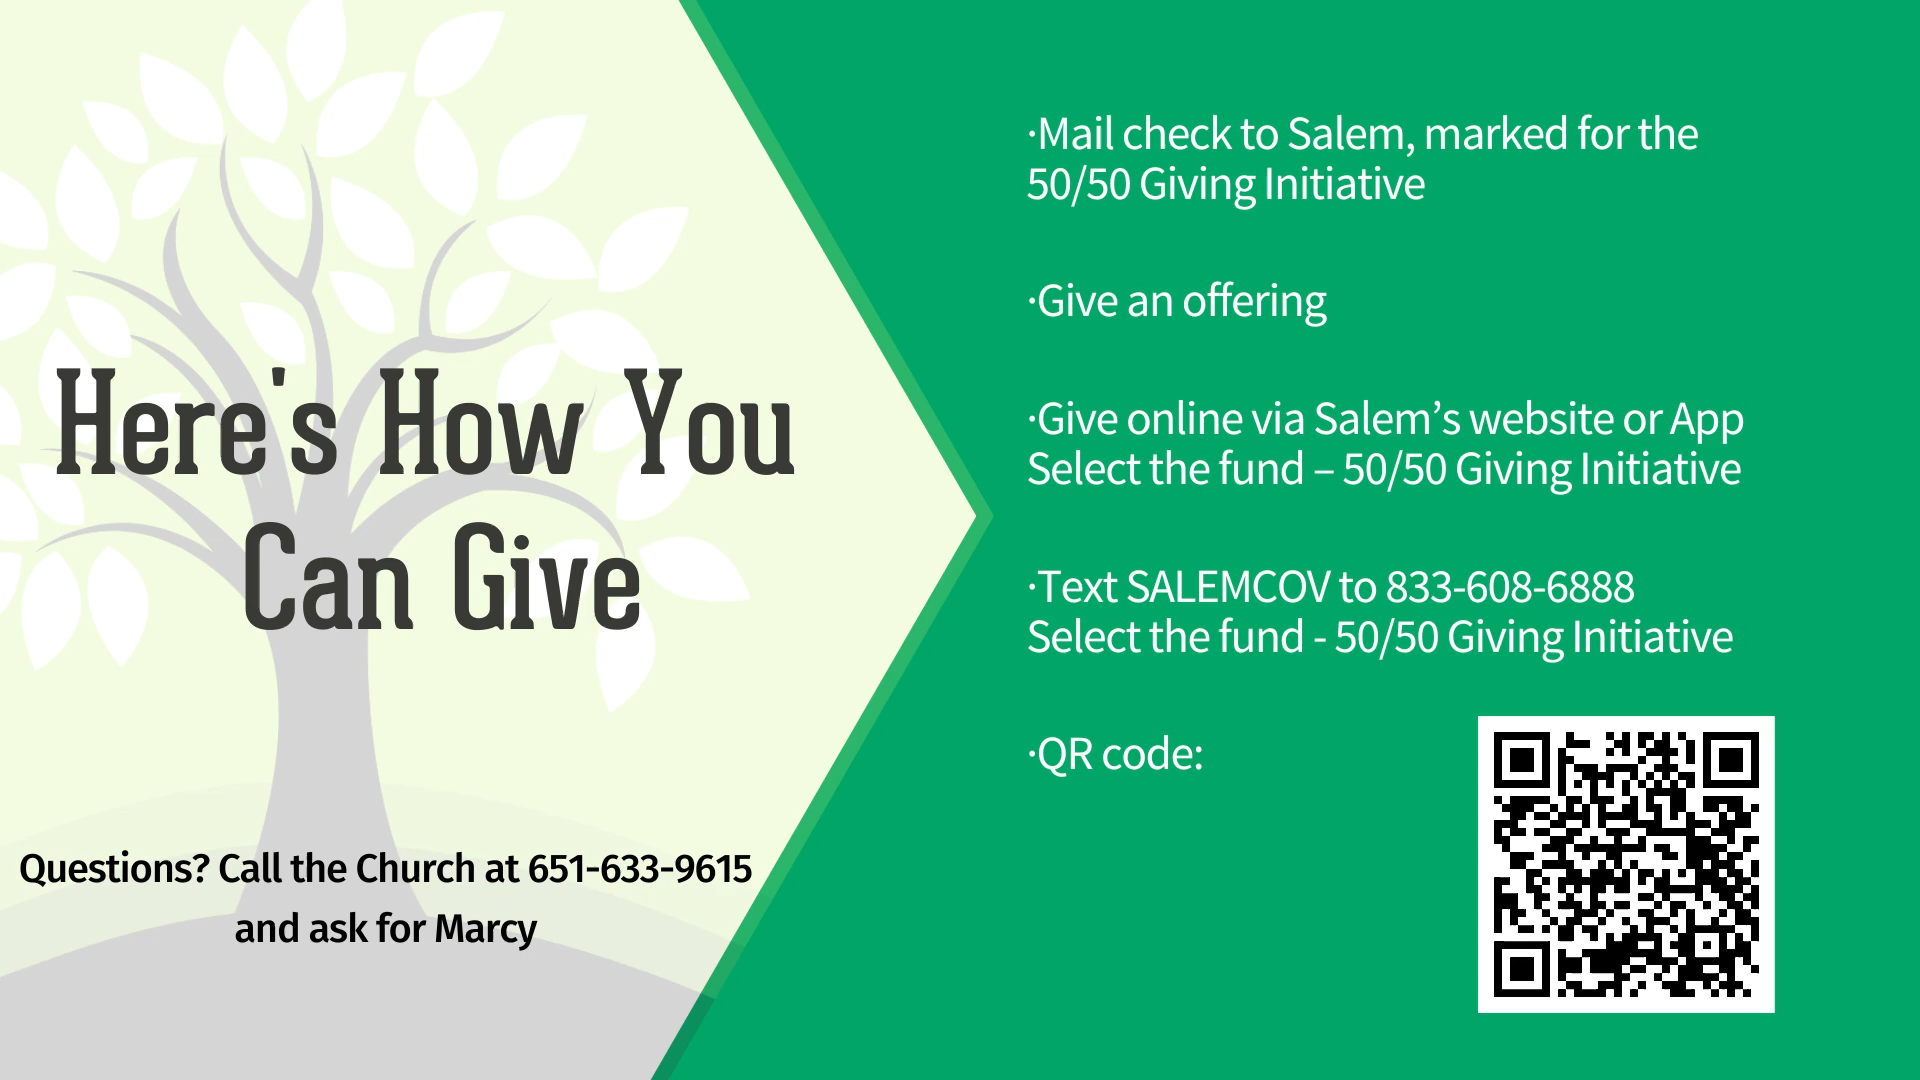 Here's How You
Can Give
Questions? Call the Church at 651-633-9615
and ask for Marcy
·Mail check to Salem, marked for the
50/50 Giving Initiative
·Give an offering
·Give online via Salem’s website or App
Select the fund – 50/50 Giving Initiative
·Text SALEMCOV to 833-608-6888
Select the fund - 50/50 Giving Initiative
·QR code: